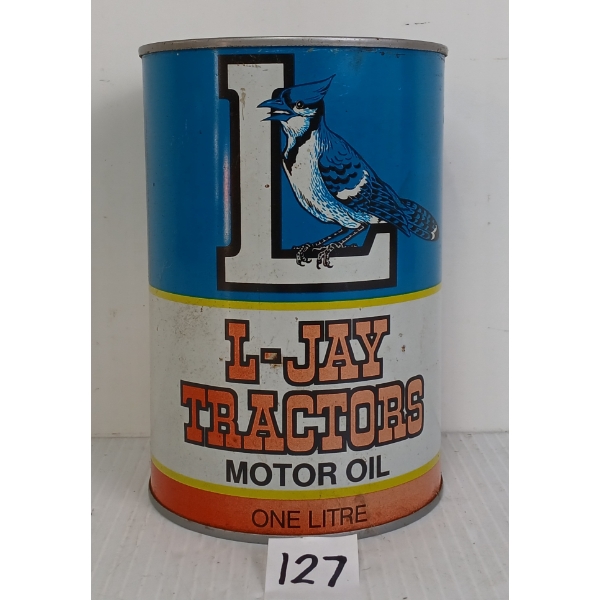 L
L-JAY
TRACTORS
MOTOR OIL
ONE LITRE
127